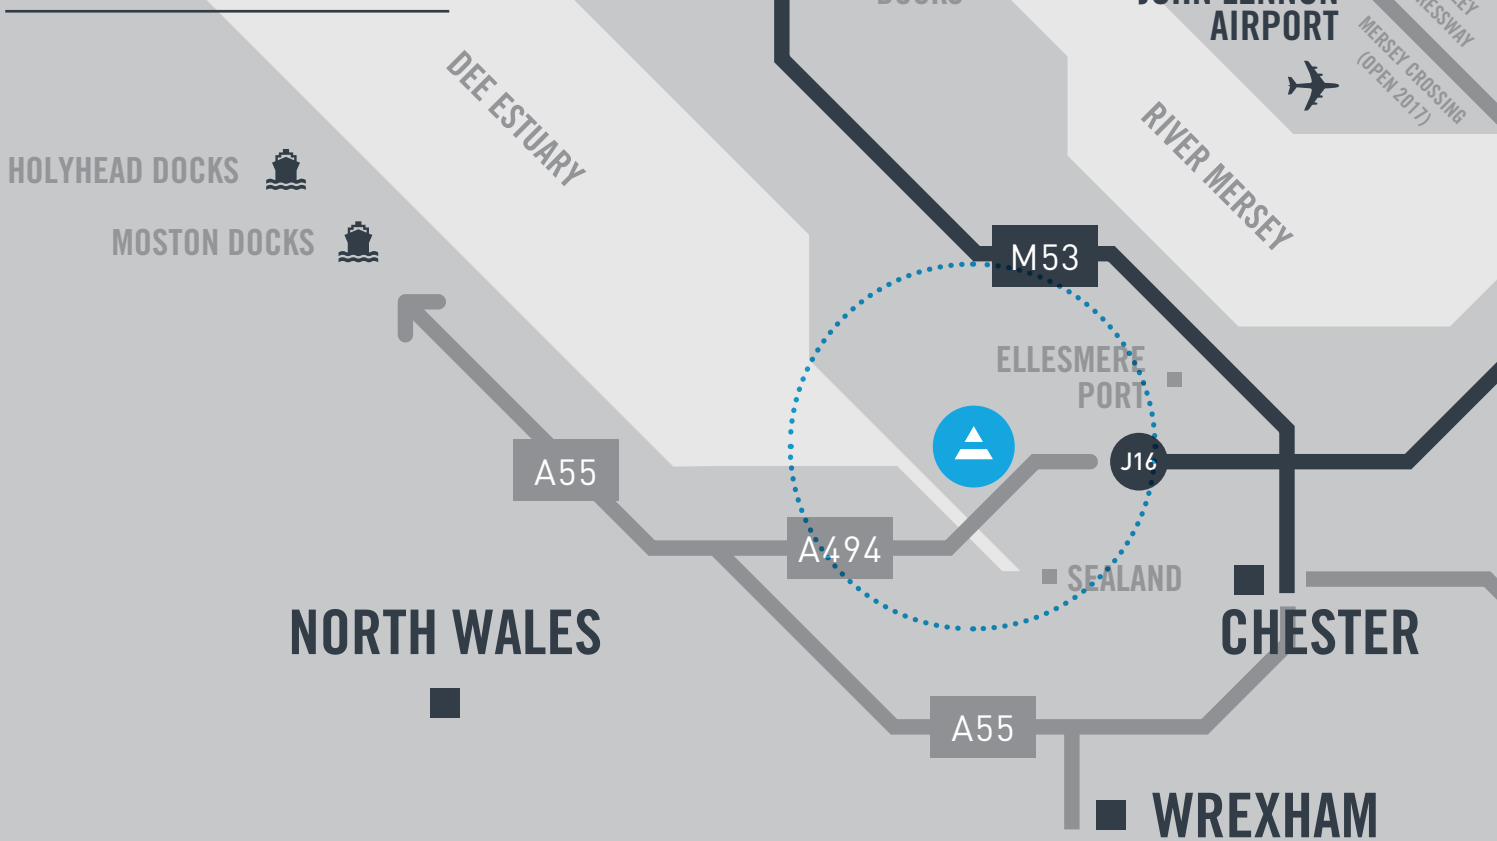 AIRPORT
MERSEY CROSSING
(OPEN 2017)
DEE ESTUARY
RIVER MERSEY
HOLYHEAD DOCKS
MOSTON DOCKS
M53
ELLESMERE
PORT
J16
A55
A494
SEALAND
NORTH WALES
CHESTER
A55
WREXHAM